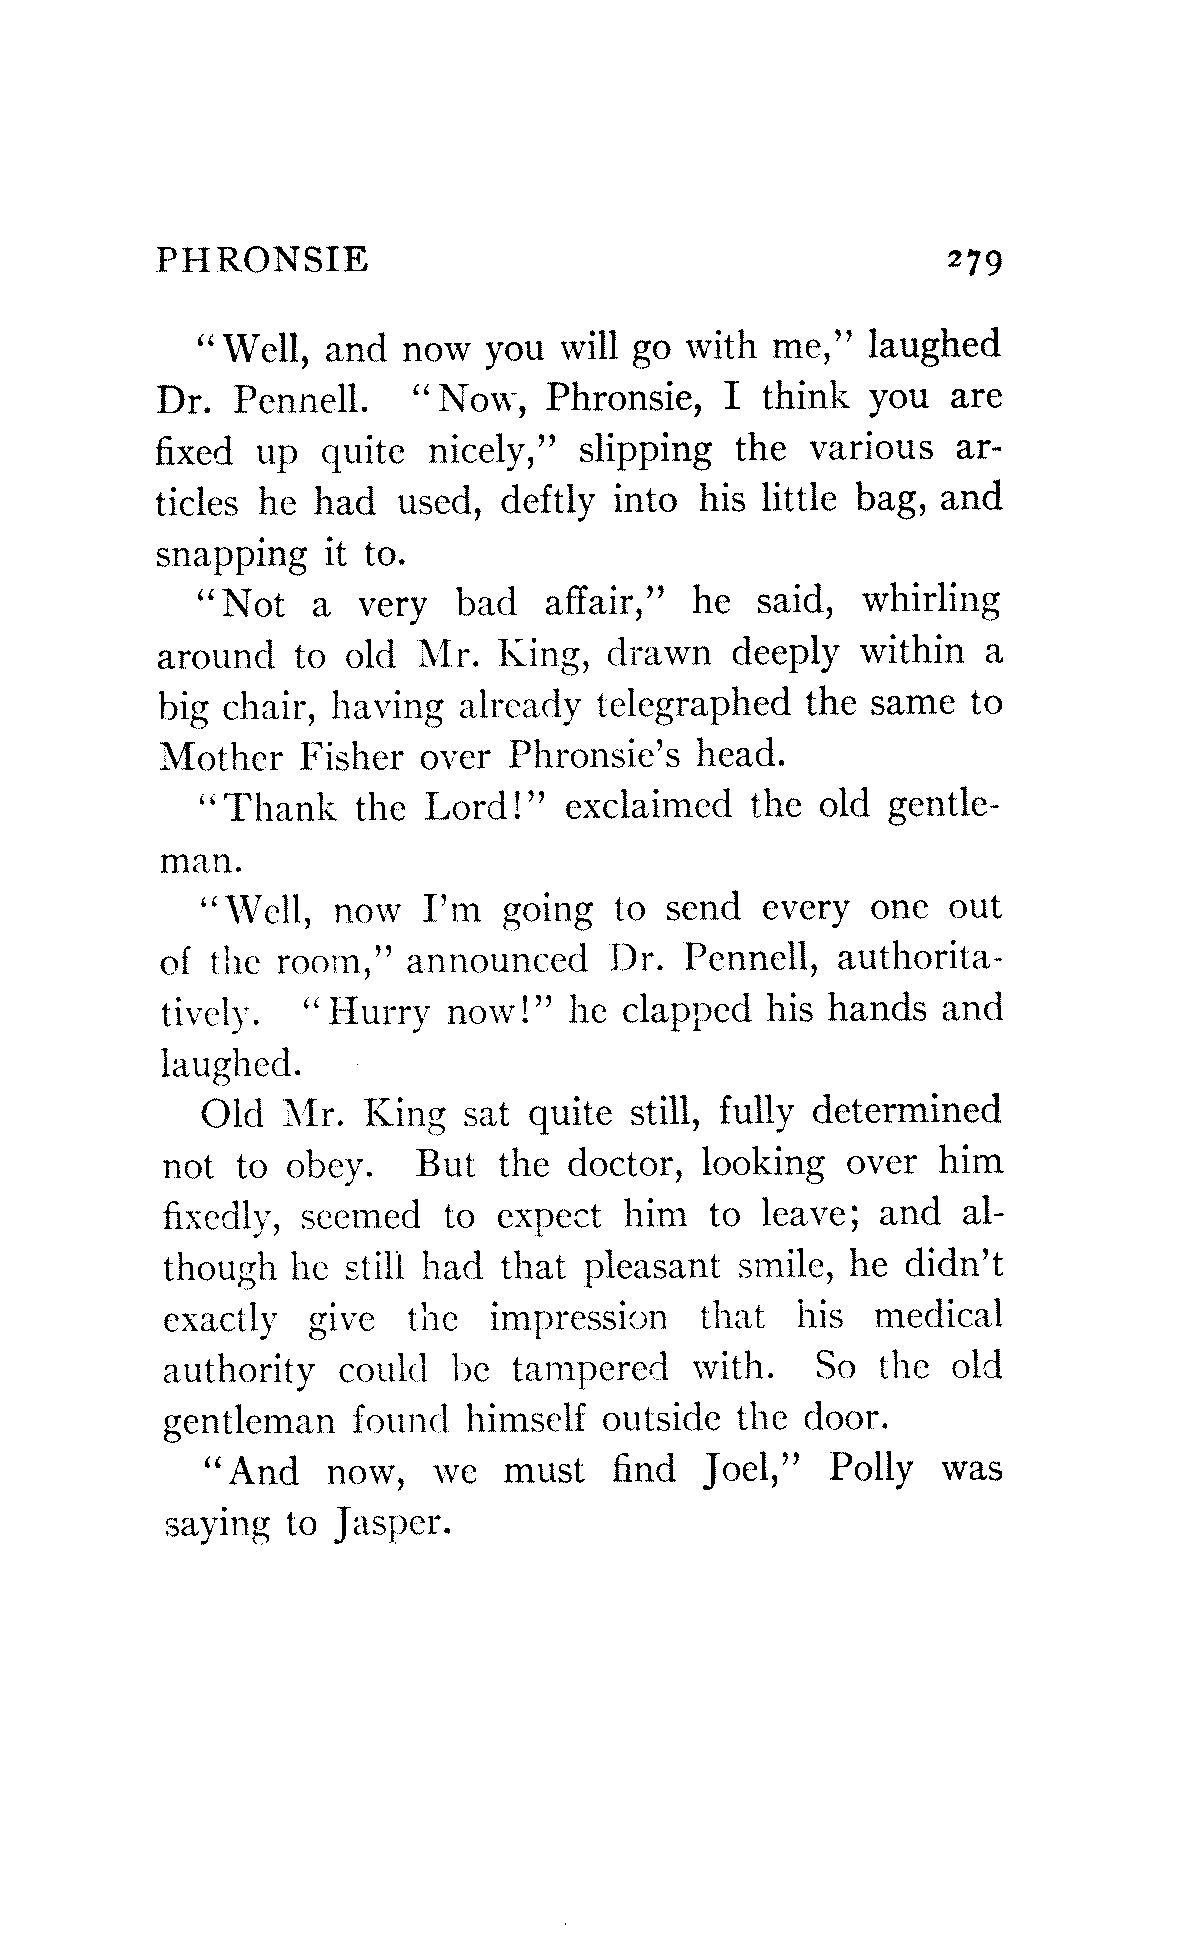 PHRONSIE 279
"Well, and now you will go with me," laughed
Dr. Pennell. "Now, Phronsie, I think you are
fixed up quite nicely," slipping the various ar-
ticles he had used, deftly into his little bag, and
snapping it to.
"Not a very bad affair," he said, whirling
around to old Mr. King, drawn deeply within a
big chair, having already telegraphed the same to
Mother Fisher over Phronsie's head.
"Thank the Lord!" exclaimed the old gentle-
man.
"Well, now I'm going to send every one out
of the room," announced Dr. Pennell, authorita-
tively. "Hurry now!" he clapped his hands and
laughed.
Old Mr. King sat quite still, fully determined
not to obey. But the doctor, looking over him
fixedly, seemed to expect him to leave; and al-
though he still had that pleasant smile, he didn't
exactly give the impression that his medical
authority could be tampered with. So the old
gentleman found himself outside the door.
"And now, we must find Joel," Polly was
saying to Jasper.